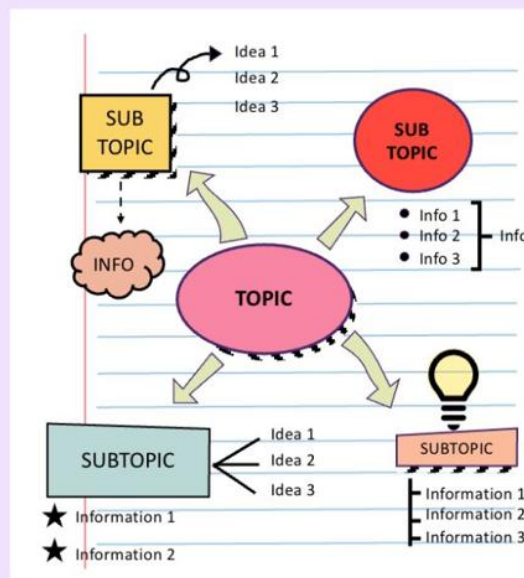 Idea 1
Idea 2
Idea 3
SUB
TOPIC
SUB
TOPIC
INFO
Info 1
Info 2
Info 3
Info
TOPIC
SUBTOPIC
Idea 1
Idea 2
Idea 3
Information 1
Information 2
SUBTOPIC
Information 1
Information 2
Information 3